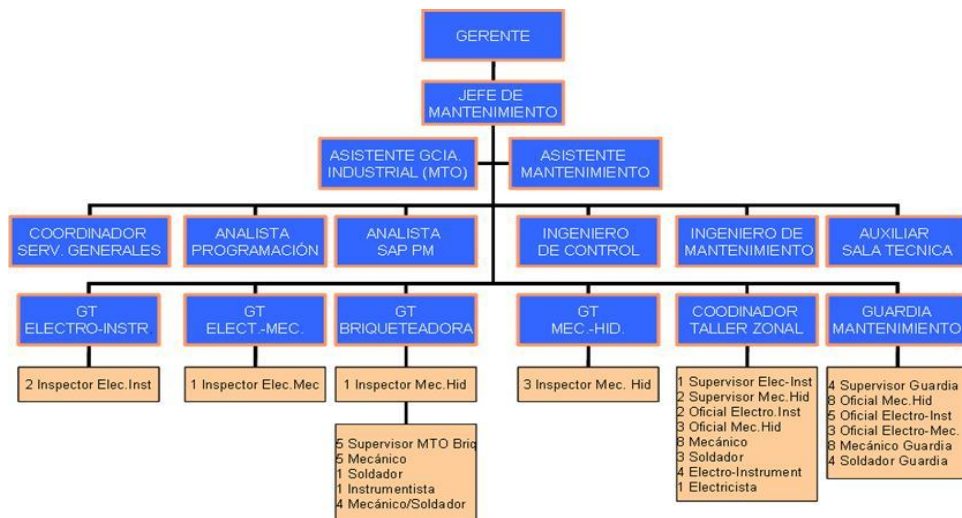 GERENTE
JEFE DE
MANTENIMIENTO
ASISTENTE GCIA.
INDUSTRIAL (MTO)
ASISTENTE
MANTENIMIENTO
COORDINADOR
SERV. GENERALES
ANALISTA
PROGRAMACIÓN
ANALISTA
SAP PM
INGENIERO
DE CONTROL
INGENIERO DE
MANTENIMIENTO
AUXILIAR
SALA TECNICA
GT
ELECTRO-INSTR.
GT
ELECT.-MEC.
GT
BRIQUETEADORA
GT
MEC.-HID.
COODINADOR
TALLER ZONAL
GUARDIA
MANTENIMIENTO
2 Inspector Elec.Inst
1 Inspector Elec.Mec
1 Inspector Mec.Hid
5 Supervisor MTO Briq
5 Mecánico
1 Soldador
1 Instrumentista
4 Mecánico/Soldador
3 Inspector Mec. Hid
1 Supervisor Elec-Inst
2 Supervisor Mec.Hid
2 Oficial Electro.Inst
3 Oficial Mec.Hid
8 Mecánico
3 Soldador
4 Electro-Instrument
1 Electricista
4 Supervisor Guardia
8 Oficial Mec.Hid
5 Oficial Electro-Inst
3 Oficial Electro-Mec.
8 Mecánico Guardia
4 Soldador Guardia